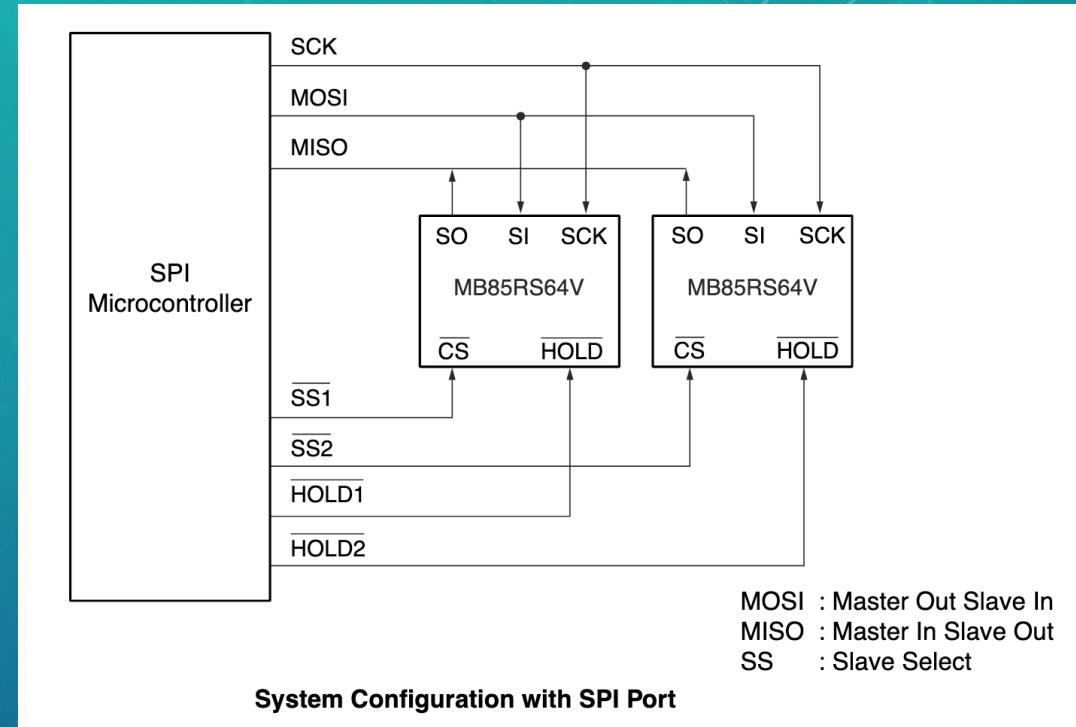 SCK
MOSI
MISO
SO SI SCK
MB85RS64V
CS HOLD
SO SI SCK
MB85RS64V
CS HOLD
SPI
Microcontroller
SS1
SS2
HOLD1
HOLD2
MOSI : Master Out Slave In
MISO : Master In Slave Out
SS : Slave Select
System Configuration with SPI Port